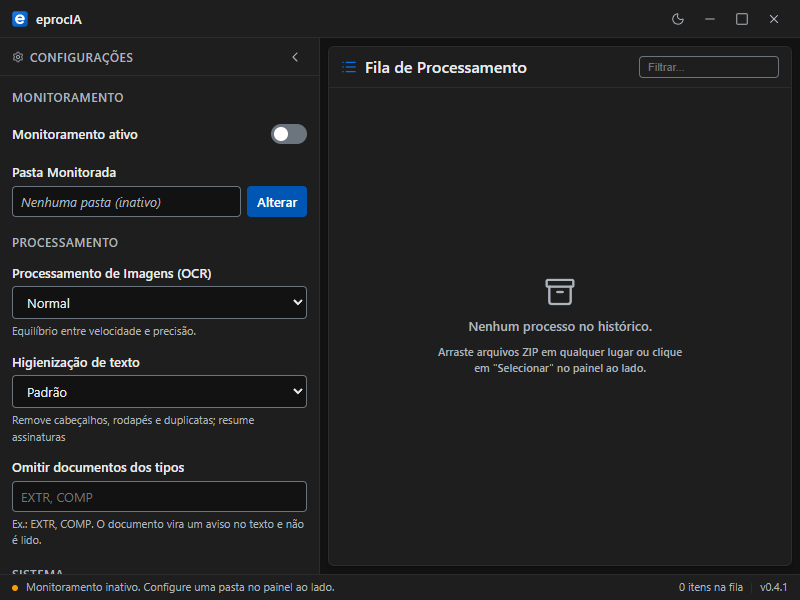 eprocIA
CONFIGURAÇÕES
MONITORAMENTO
Monitoramento ativo
Pasta Monitorada
Nenhuma pasta (inativo)
Alterar
PROCESSAMENTO
Processamento de Imagens (OCR)
Normal
Equilíbrio entre velocidade e precisão.
Higienização de texto
Padrão
Remove cabeçalhos, rodapés e duplicatas; resume
assinaturas
Omitir documentos dos tipos
EXTR, COMP
Ex.: EXTR, COMP. O documento vira um aviso no texto e não
é lido.
SISTEMA
Fila de Processamento
Filtrar...
Nenhum processo no histórico.
Arraste arquivos ZIP em qualquer lugar ou clique
em "Selecionar" no painel ao lado.
Monitoramento inativo. Configure uma pasta no painel ao lado.
0 itens na fila
v0.4.1